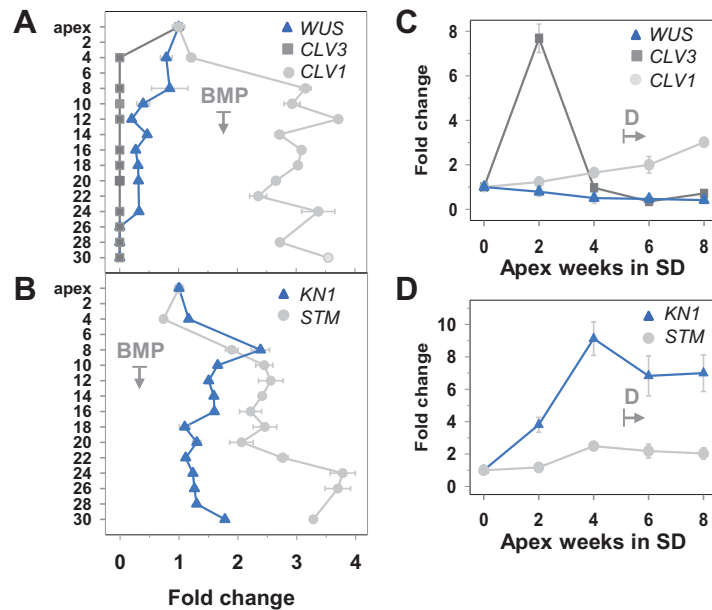 A
apex
2
4
6
8
10
12
14
16
18
20
22
24
26
28
30
WUS
CLV3
CLV1
BMP
B
apex
2
4
6
8
10
12
14
16
18
20
22
24
26
28
30
KN1
STM
BMP
0 1 2 3 4
Fold change
C
Fold change
8
6
4
2
0
WUS
CLV3
CLV1
D
0 2 4 6 8
Apex weeks in SD
D
Fold change
10
8
6
4
2
0
KN1
STM
D
0 2 4 6 8
Apex weeks in SD